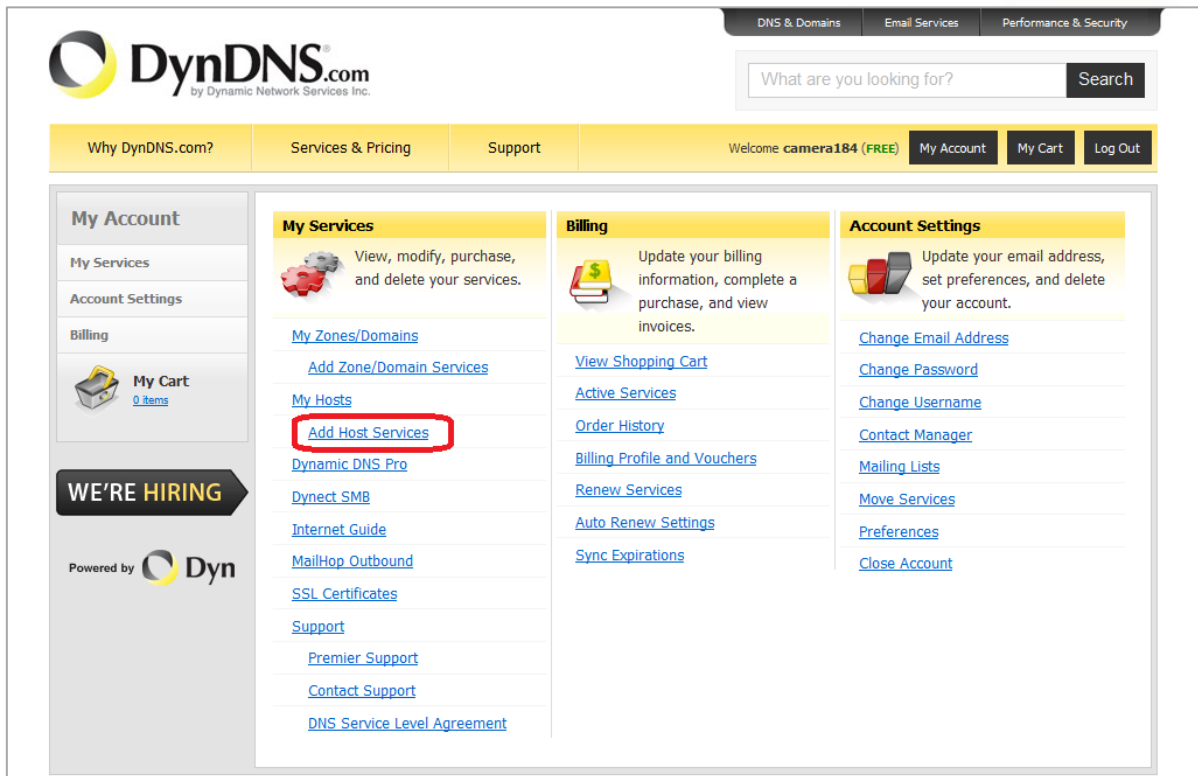 DNS & Domains Email Services Performance & Security
DynDNS.com
by Dynamic Network Services Inc.
What are you looking for? Search
Why DynDNS.com? Services & Pricing Support Welcome camera184 (FREE) My Account My Cart Log Out
My Account
My Services
Account Settings
Billing
My Cart
0 items
WE'RE HIRING
Powered by Dyn
My Services
View, modify, purchase,
and delete your services.
My Zones/Domains
Add Zone/Domain Services
My Hosts
Add Host Services
Dynamic DNS Pro
Dynect SMB
Internet Guide
MailHop Outbound
SSL Certificates
Support
Premier Support
Contact Support
DNS Service Level Agreement
Billing
Update your billing
information, complete a
purchase, and view
invoices.
View Shopping Cart
Active Services
Order History
Billing Profile and Vouchers
Renew Services
Auto Renew Settings
Sync Expirations
Account Settings
Update your email address,
set preferences, and delete
your account.
Change Email Address
Change Password
Change Username
Contact Manager
Mailing Lists
Move Services
Preferences
Close Account